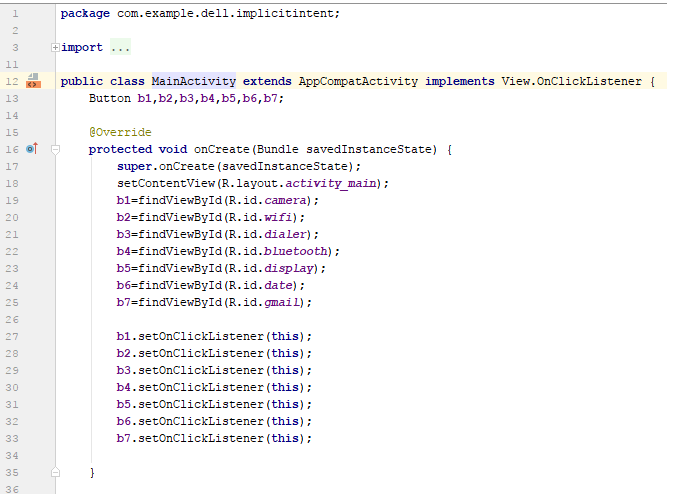 1 package com.example.dell.implicitintent;
2
3 import ...
11
12 public class MainActivity extends AppCompatActivity implements View.OnClickListener {
13 Button b1,b2,b3,b4,b5,b6,b7;
14
15 @Override
16 protected void onCreate(Bundle savedInstanceState) {
17 super.onCreate(savedInstanceState);
18 setContentView(R.layout.activity_main);
19 b1=findViewById(R.id.camera);
20 b2=findViewById(R.id.wifi);
21 b3=findViewById(R.id.dialer);
22 b4=findViewById(R.id.bluetooth);
23 b5=findViewById(R.id.display);
24 b6=findViewById(R.id.date);
25 b7=findViewById(R.id.gmail);
26
27 b1.setOnClickListener(this);
28 b2.setOnClickListener(this);
29 b3.setOnClickListener(this);
30 b4.setOnClickListener(this);
31 b5.setOnClickListener(this);
32 b6.setOnClickListener(this);
33 b7.setOnClickListener(this);
34
35 }
36